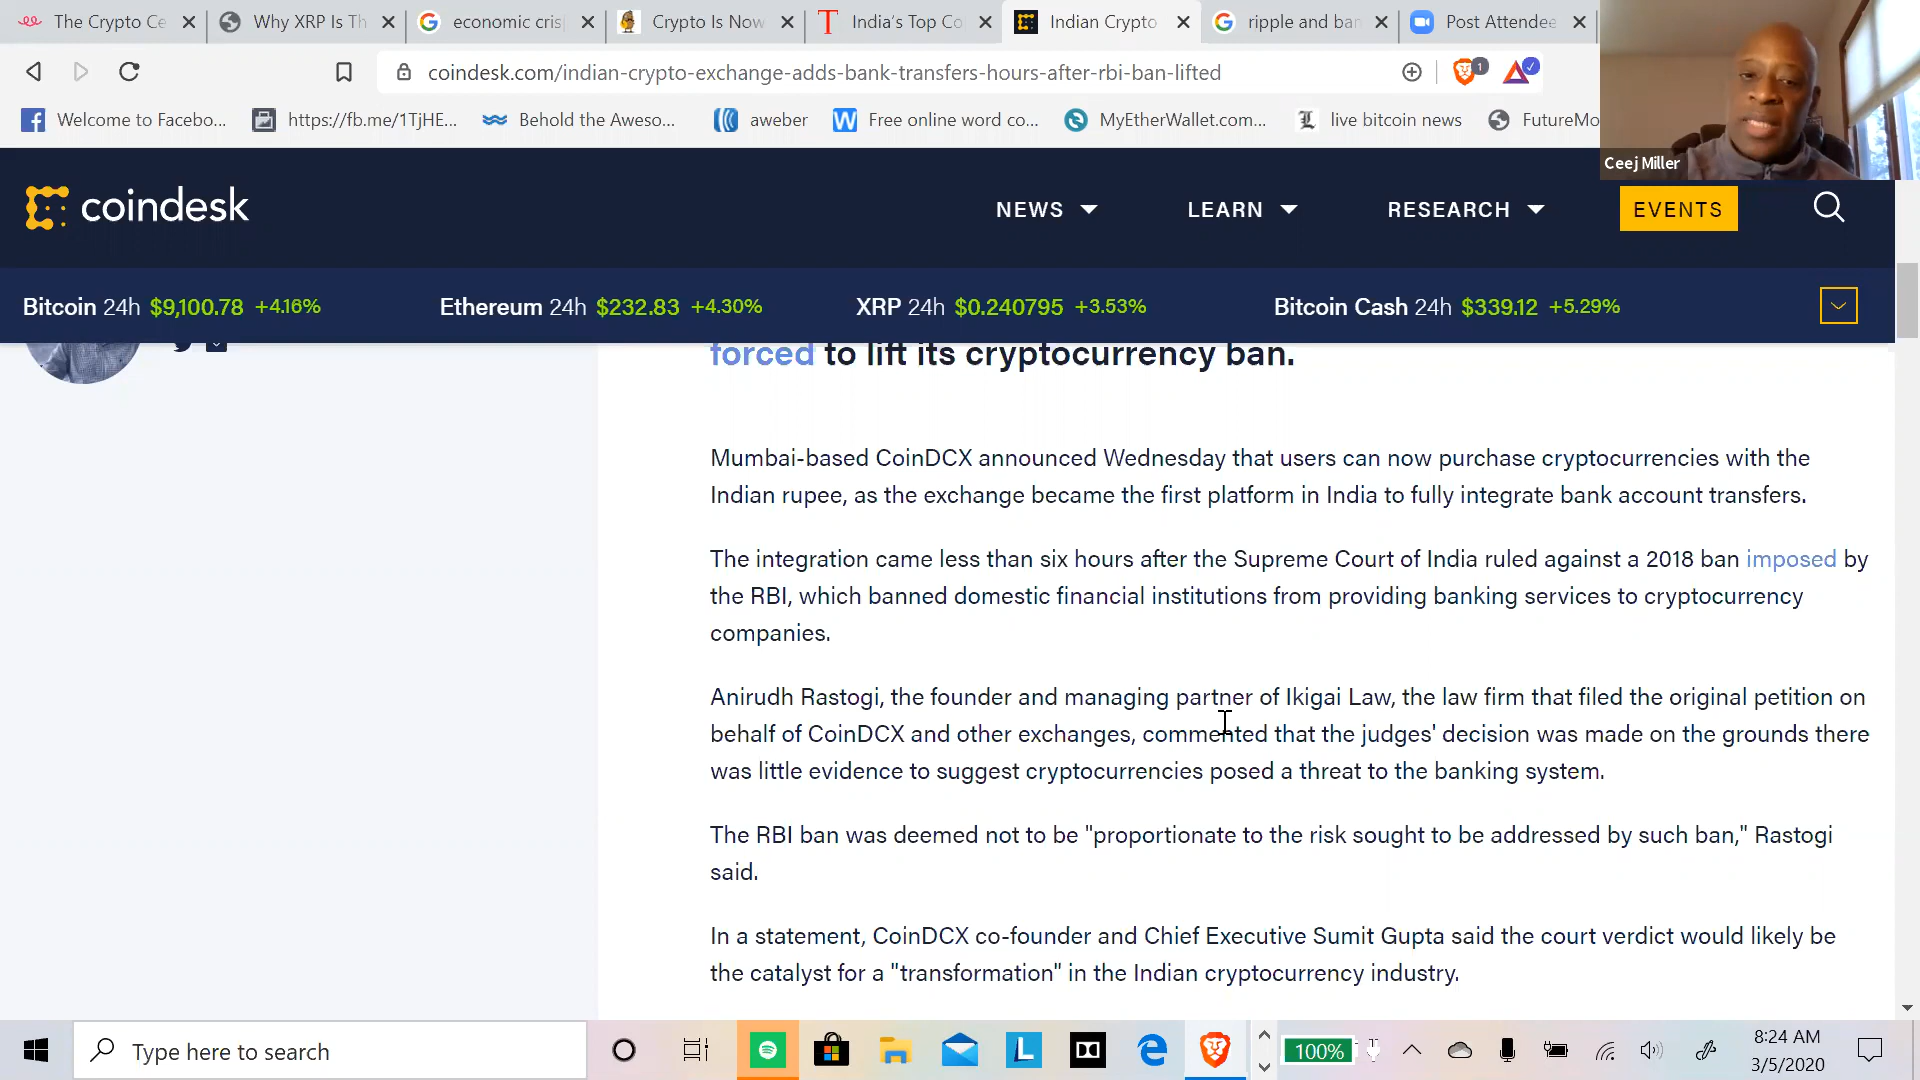 The Crypto Ce
Why XRP Is Th
economic cris
Crypto Is Now
India's Top Co
Indian Crypto
ripple and ban
Post Attendee
coindesk.com/indian-crypto-exchange-adds-bank-transfers-hours-after-rbi-ban-lifted
1
Welcome to Facebo...
https://fb.me/1TjHE...
Behold the Aweso...
aweber
Free online word co...
MyEtherWallet.com...
live bitcoin news
FutureMo
Ceej Miller
coindesk
NEWS
LEARN
RESEARCH
EVENTS
Bitcoin 24h $9,100.78 +4.16%
Ethereum 24h $232.83 +4.30%
XRP 24h $0.240795 +3.53%
Bitcoin Cash 24h $339.12 +5.29%
forced to lift its cryptocurrency ban.
Mumbai-based CoinDCX announced Wednesday that users can now purchase cryptocurrencies with the
Indian rupee, as the exchange became the first platform in India to fully integrate bank account transfers.
The integration came less than six hours after the Supreme Court of India ruled against a 2018 ban imposed by
the RBI, which banned domestic financial institutions from providing banking services to cryptocurrency
companies.
Anirudh Rastogi, the founder and managing partner of Ikigai Law, the law firm that filed the original petition on
behalf of CoinDCX and other exchanges, commented that the judges' decision was made on the grounds there
was little evidence to suggest cryptocurrencies posed a threat to the banking system.
The RBI ban was deemed not to be "proportionate to the risk sought to be addressed by such ban," Rastogi
said.
In a statement, CoinDCX co-founder and Chief Executive Sumit Gupta said the court verdict would likely be
the catalyst for a "transformation" in the Indian cryptocurrency industry.
Type here to search
100%
8:24 AM
3/5/2020